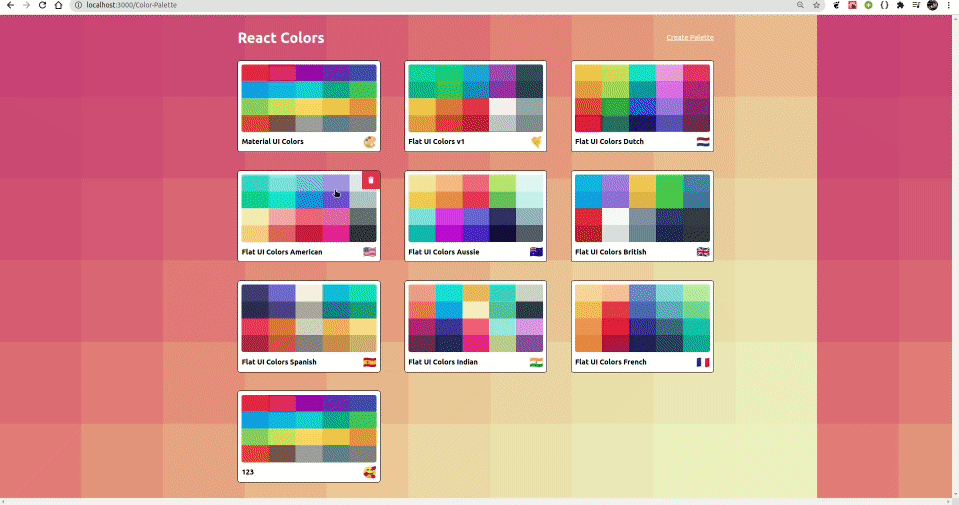 localhost:3000/Color-Palette
React Colors
Create Palette
Material UI Colors
Flat UI Colors v1
Flat UI Colors Dutch
Flat UI Colors American
Flat UI Colors Aussie
Flat UI Colors British
Flat UI Colors Spanish
Flat UI Colors Indian
Flat UI Colors French
123